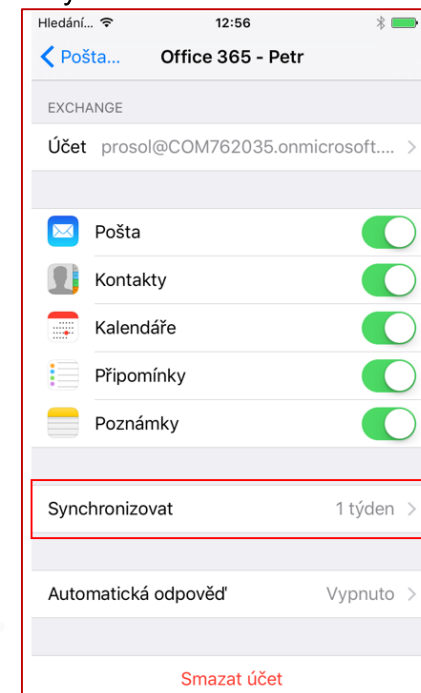 Hledání... 12:56
Pošta... Office 365 - Petr
EXCHANGE
Účet prosol@COM762035.onmicrosoft....
Pošta
Kontakty
Kalendáře
Připomínky
Poznámky
Synchronizovat 1 týden
Automatická odpověď Vypnuto
Smazat účet